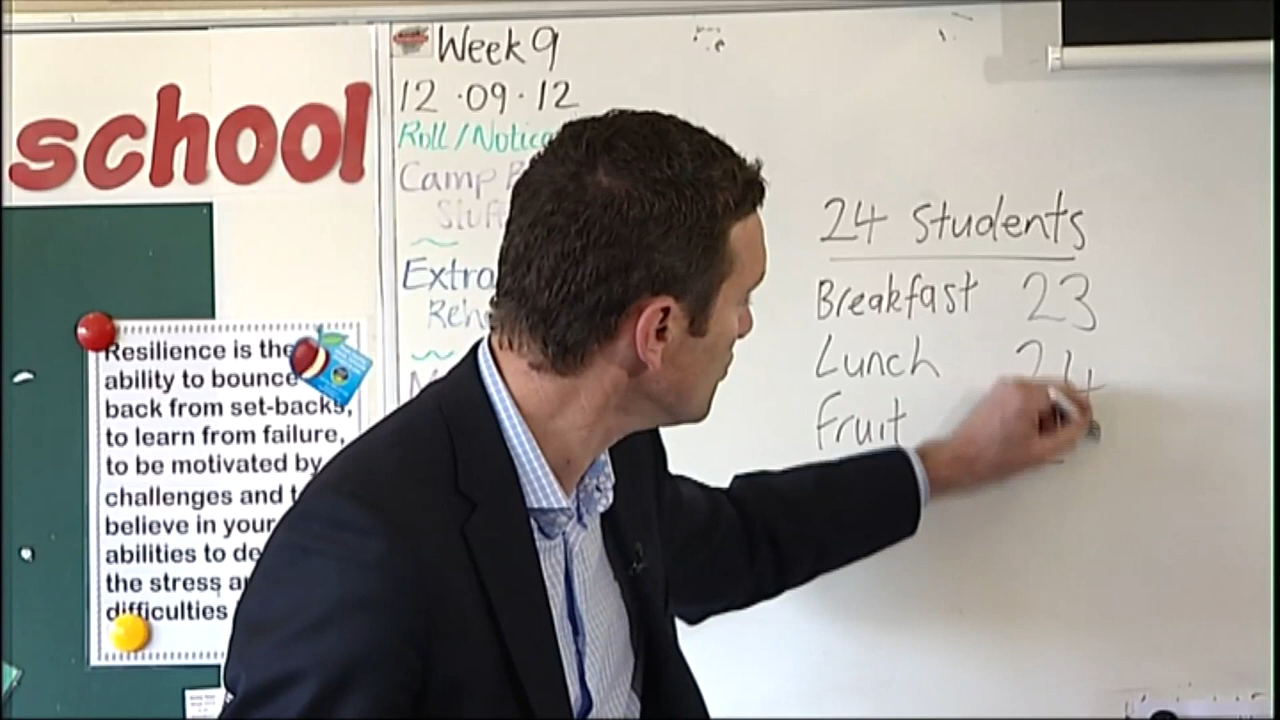 school
Resilience is the
ability to bounce
back from set-backs,
to learn from failure,
to be motivated by
challenges and
believe in your
abilities to
the stress
difficulties
Week 9
12.09.12
Roll/Notic
Camp
Stuff
Extra
24 Students
Breakfast 23
Lunch 24
Fruit